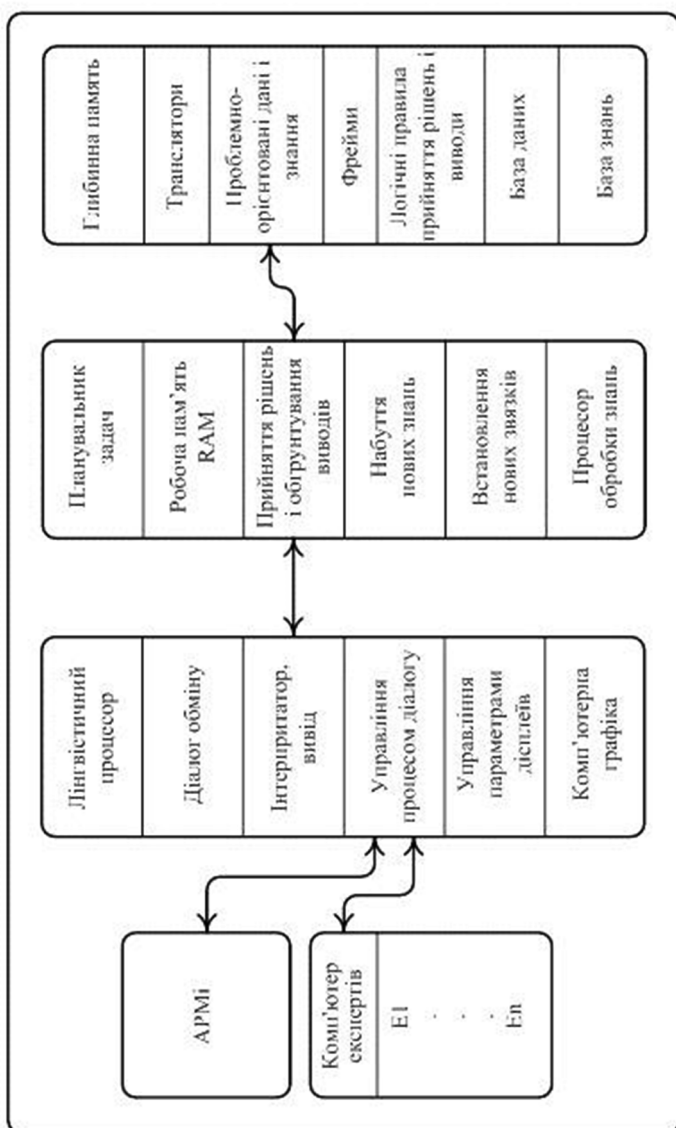 АРМі
Комп'ютер
експертів
Е1
.
.
.
Еn
Лінгвістичний
процесор
Діалог обміну
Інтерпритатор,
вивід
Управління
процесом діалогу
Управління
параметрами
дісплеїв
Комп'ютерна
графіка
Планувальник
задач
Робоча пам`ять
RAM
Прийняття рішень
і обгрунтування
виводів
Набуття
нових знань
Встановлення
нових звязків
Процесор
обробки знань
Глибинна память
Транслятори
Проблемно-
орієнтовані дані і
знання
Фрейми
Логічні правила
прийняття рішень і
виводи
База даних
База знань